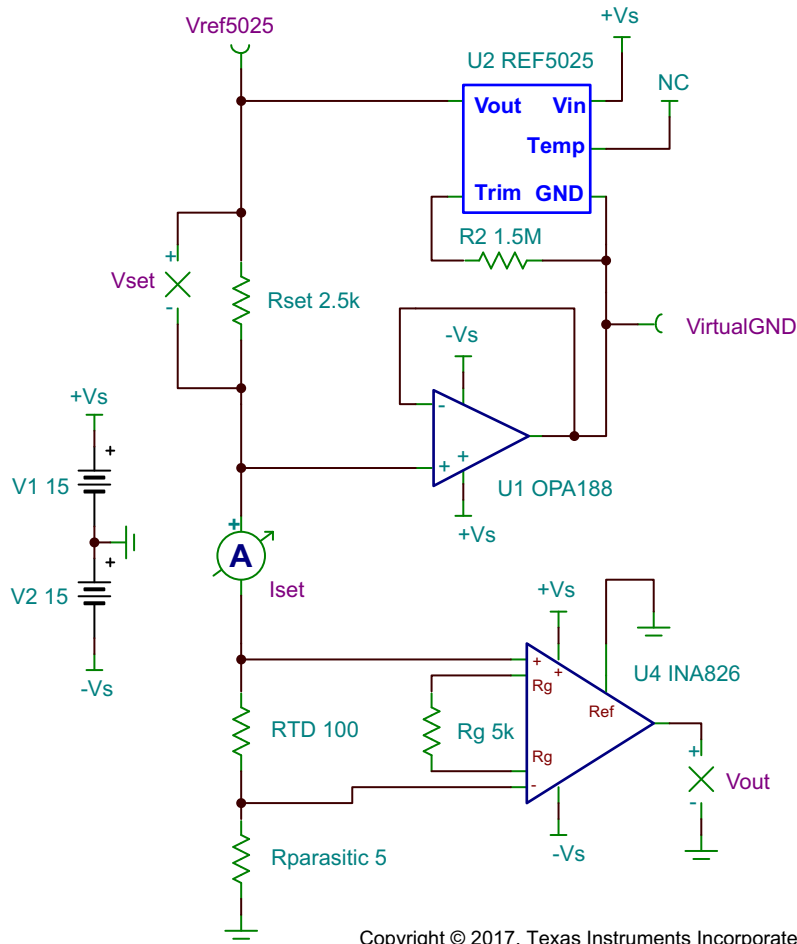 Vref5025
+Vs
U2 REF5025
NC
Vout Vin
Temp
Trim GND
R2 1.5M
+
Vset
-
Rset 2.5k
VirtualGND
-Vs
-
+ +
U1 OPA188
+Vs
+Vs
+
V1 15
+
V2 15
-Vs
+
A
Iset
+Vs
+
+
Rg
U4 INA826
Ref
RTD 100
Rg 5k
Rg
-
+
Vout
-
-Vs
Rparasitic 5
Copyright © 2017, Texas Instruments Incorporate